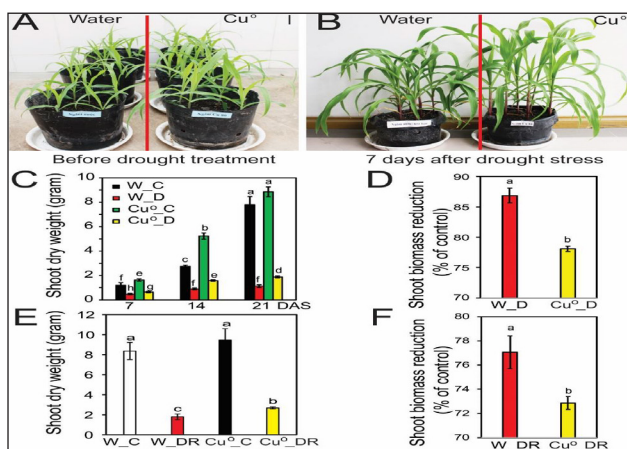 A Water Cu° I
B Water Cu°
Before drought treatment
7 days after drought stress
C
Shoot dry weight (gram)
10
8
6
4
2
0
W_C
W_D
Cu°_C
Cu°_D
f h e g
c f b e
a f a d
7 14 21 DAS
D
Shoot biomass reduction
(% of control)
90
85
80
75
70
a
b
W_D Cu°_D
E
Shoot dry weight (gram)
12
10
8
6
4
2
0
a
c
a
b
W_C W_DR Cu°_C Cu°_DR
F
Shoot biomass reduction
(% of control)
80
78
76
74
72
70
a
b
W_DR Cu°_DR